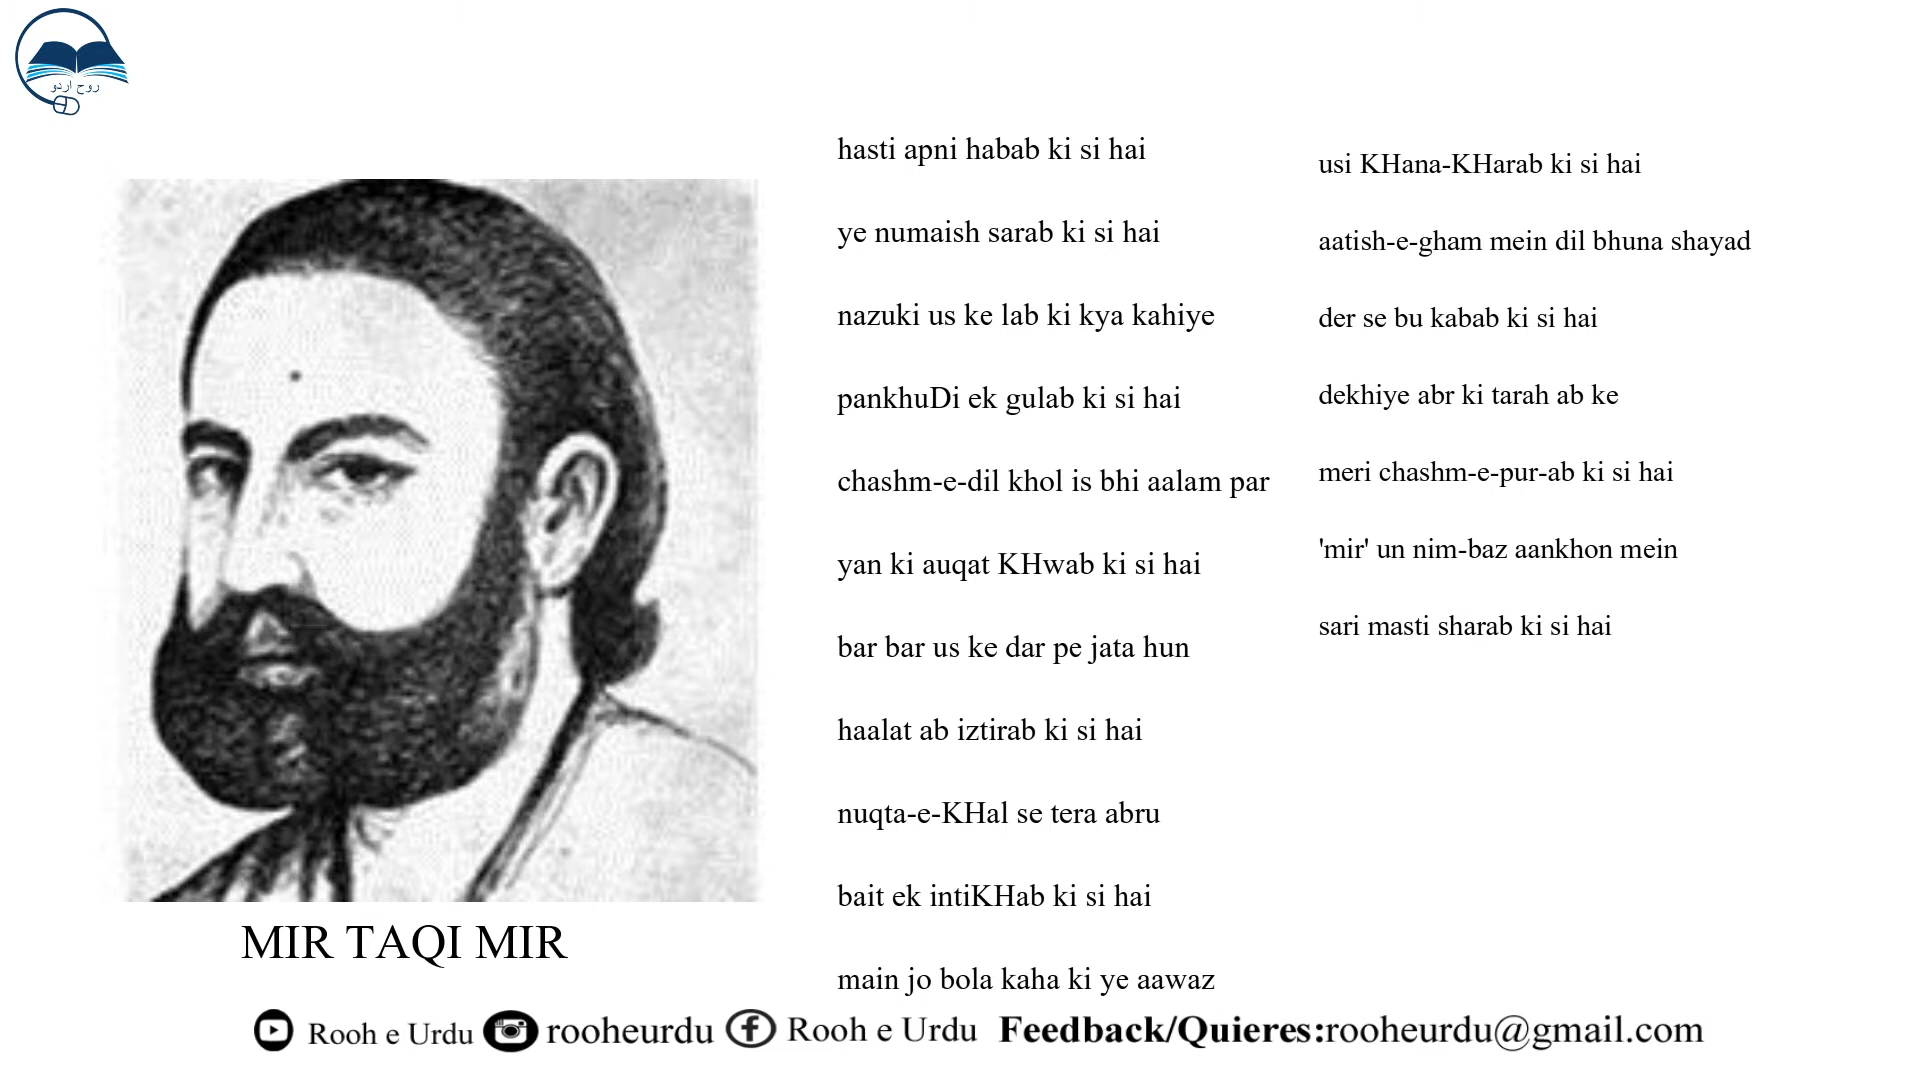 روح اردو
hasti apni habab ki si hai
ye numaish sarab ki si hai
nazuki us ke lab ki kya kahiye
pankhuDi ek gulab ki si hai
chashm-e-dil khol is bhi aalam par
yan ki auqat KHwab ki si hai
bar bar us ke dar pe jata hun
haalat ab iztirab ki si hai
nuqta-e-KHal se tera abru
bait ek intiKHab ki si hai
main jo bola kaha ki ye aawaz
usi KHana-KHarab ki si hai
aatish-e-gham mein dil bhuna shayad
der se bu kabab ki si hai
dekhiye abr ki tarah ab ke
meri chashm-e-pur-ab ki si hai
'mir' un nim-baz aankhon mein
sari masti sharab ki si hai
MIR TAQI MIR
Rooh e Urdu rooheurdu Rooh e Urdu Feedback/Quieres:rooheurdu@gmail.com